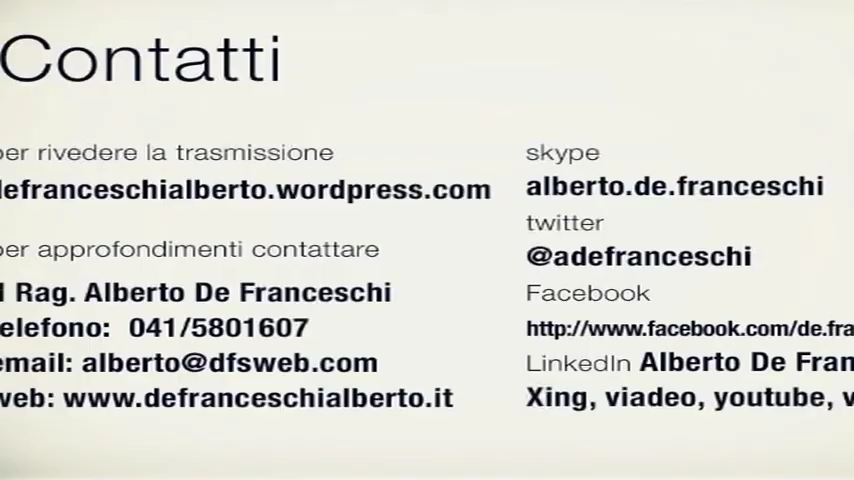 Contatti
per rivedere la trasmissione
defranceschialberto.wordpress.com
per approfondimenti contattare
Rag. Alberto De Franceschi
telefono: 041/5801607
email: alberto@dfsweb.com
web: www.defranceschialberto.it
skype
alberto.de.franceschi
twitter
@adefranceschi
Facebook
http://www.facebook.com/de.fra
LinkedIn Alberto De Fran
Xing, viadeo, youtube,